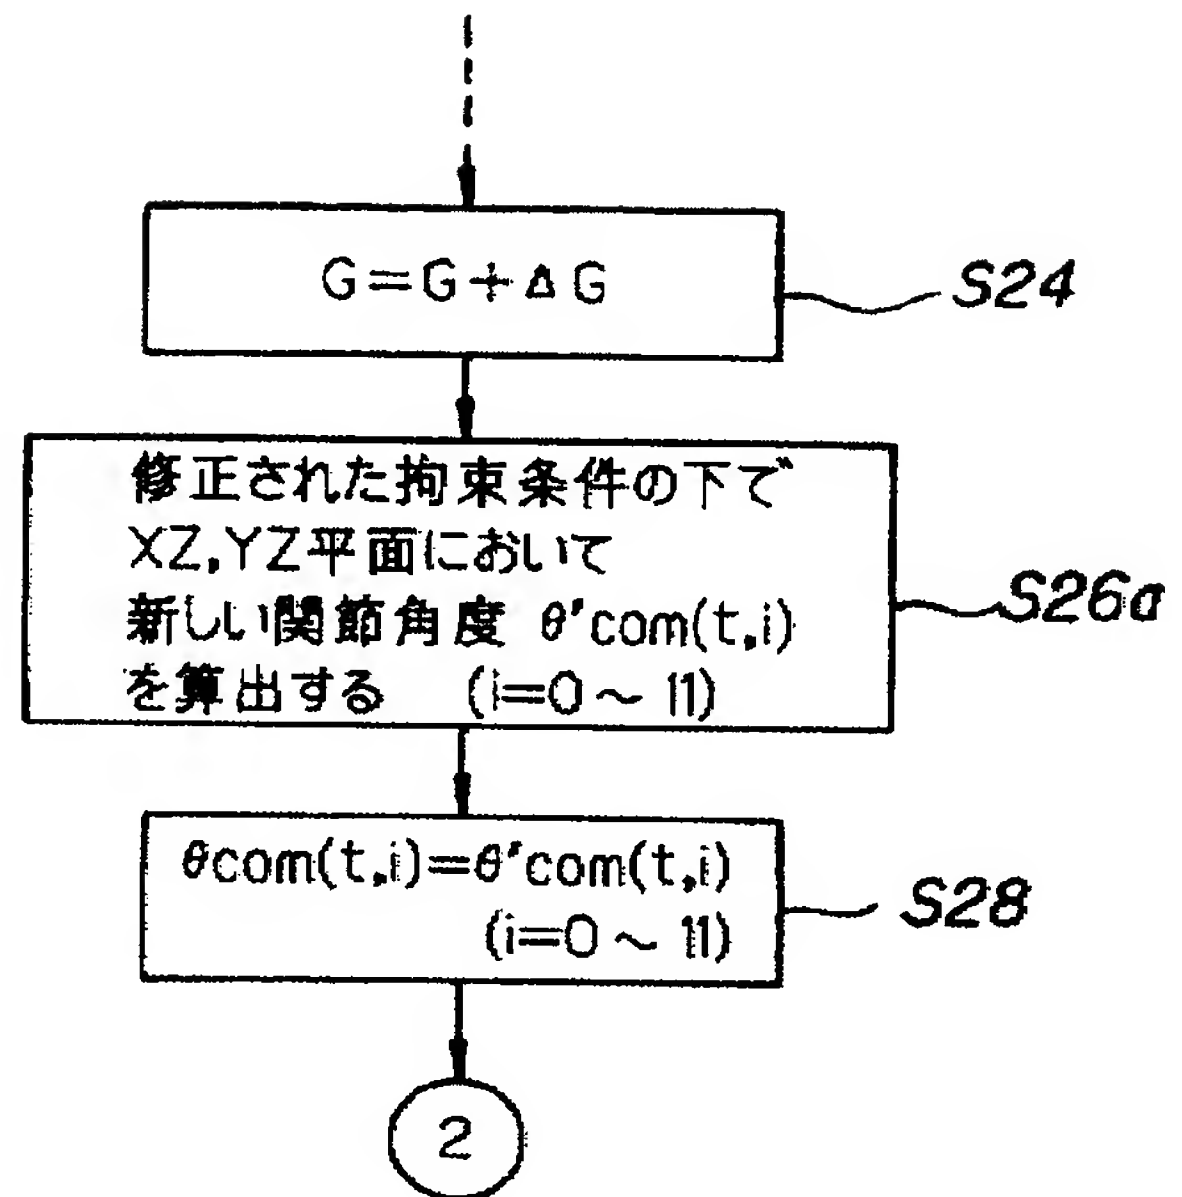 G=G+ΔG
S24
修正された拘束条件の下で
XZ,YZ平面において
新しい関節角度 θ'com(t,i)
を算出する (i=0~11)
S26a
θcom(t,i)=θ'com(t,i)
(i=0~11)
S28
2